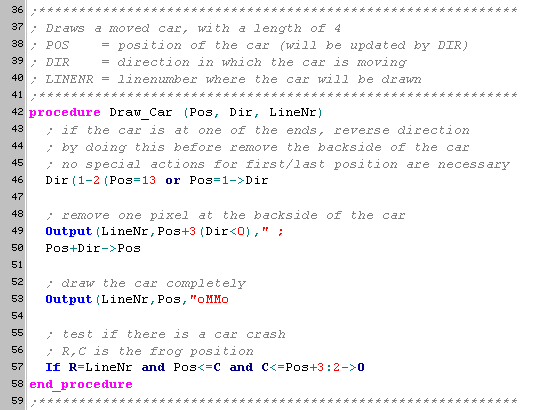 36 ;************************************************************
37 ; Draws a moved car, with a length of 4
38 ; POS    = position of the car (will be updated by DIR)
39 ; DIR    = direction in which the car is moving
40 ; LINENR = linenumber where the car will be drawn
41 ;************************************************************
42 procedure Draw_Car (Pos, Dir, LineNr)
43   ; if the car is at one of the ends, reverse direction
44   ; by doing this before remove the backside of the car
45   ; no special actions for first/last position are necessary
46   Dir(1-2(Pos=13 or Pos=1->Dir
47
48   ; remove one pixel at the backside of the car
49   Output(LineNr,Pos+3(Dir<0)," ;
50   Pos+Dir->Pos
51
52   ; draw the car completely
53   Output(LineNr,Pos,"oMMo
54
55   ; test if there is a car crash
56   ; R,C is the frog position
57   If R=LineNr and Pos<=C and C<=Pos+3:2->O
58 end_procedure
59 ;************************************************************